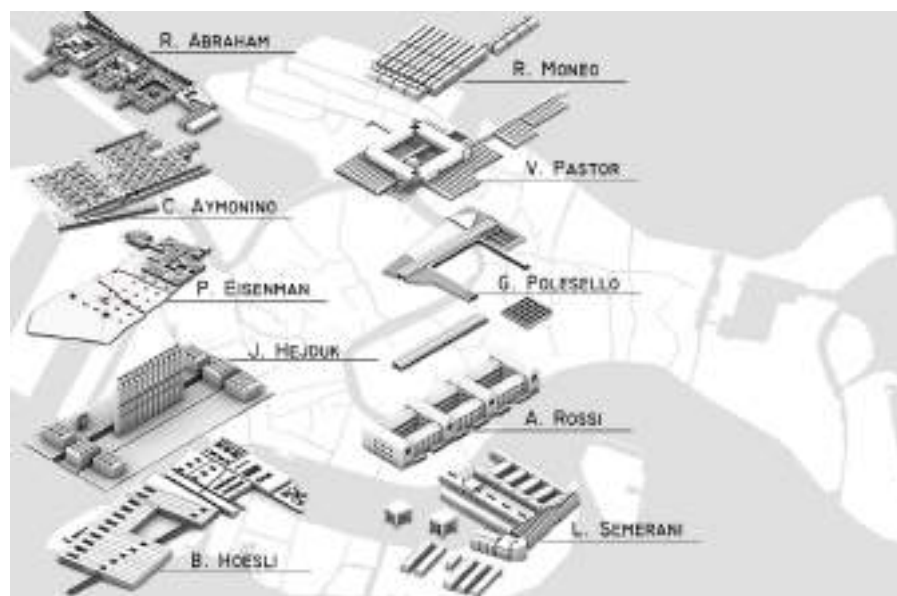 R. ABRAHAM
R. MONEO
V. PASTOR
C. AYMONINO
P. EISENMAN
G. POLESELLO
J. HEJDUK
A. ROSSI
L. SEMERANI
B. HOESLI